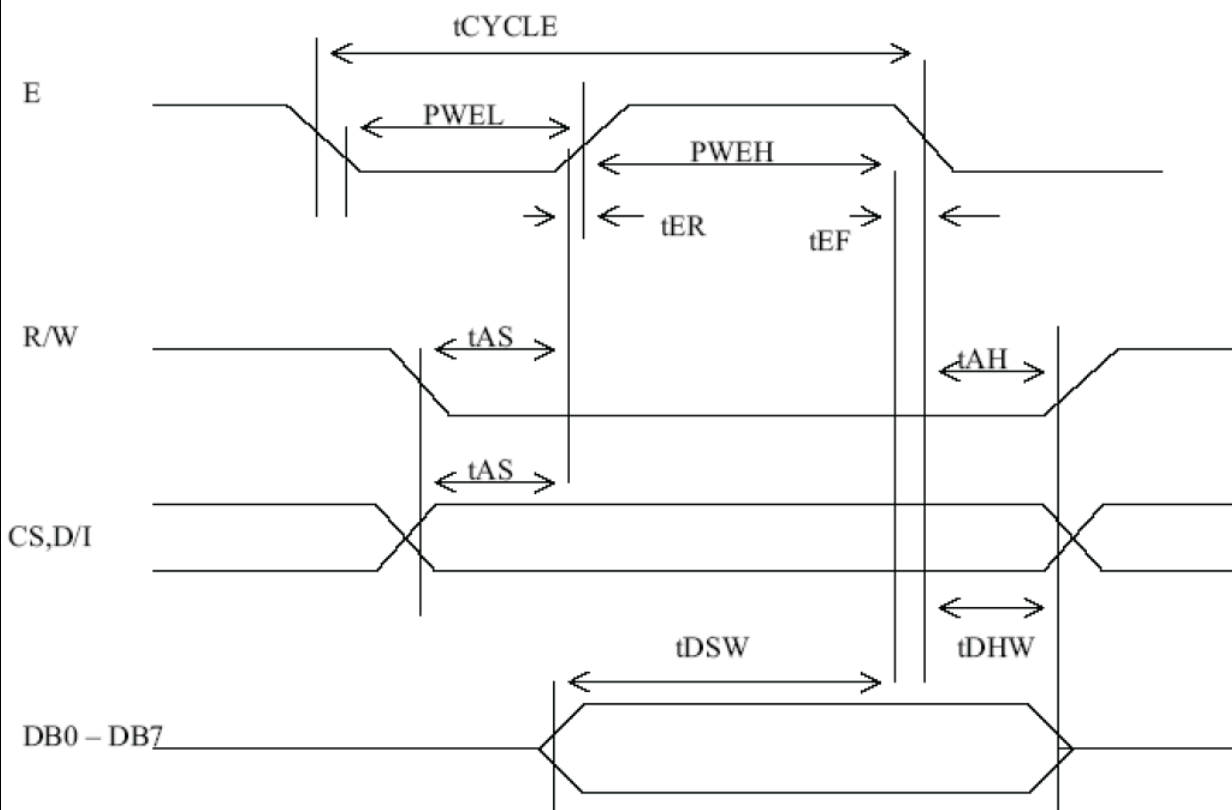 tCYCLE
E
PWEL
PWEH
tER
tEF
R/W
tAS
tAH
tAS
CS,D/I
tDSW
tDHW
DB0 – DB7